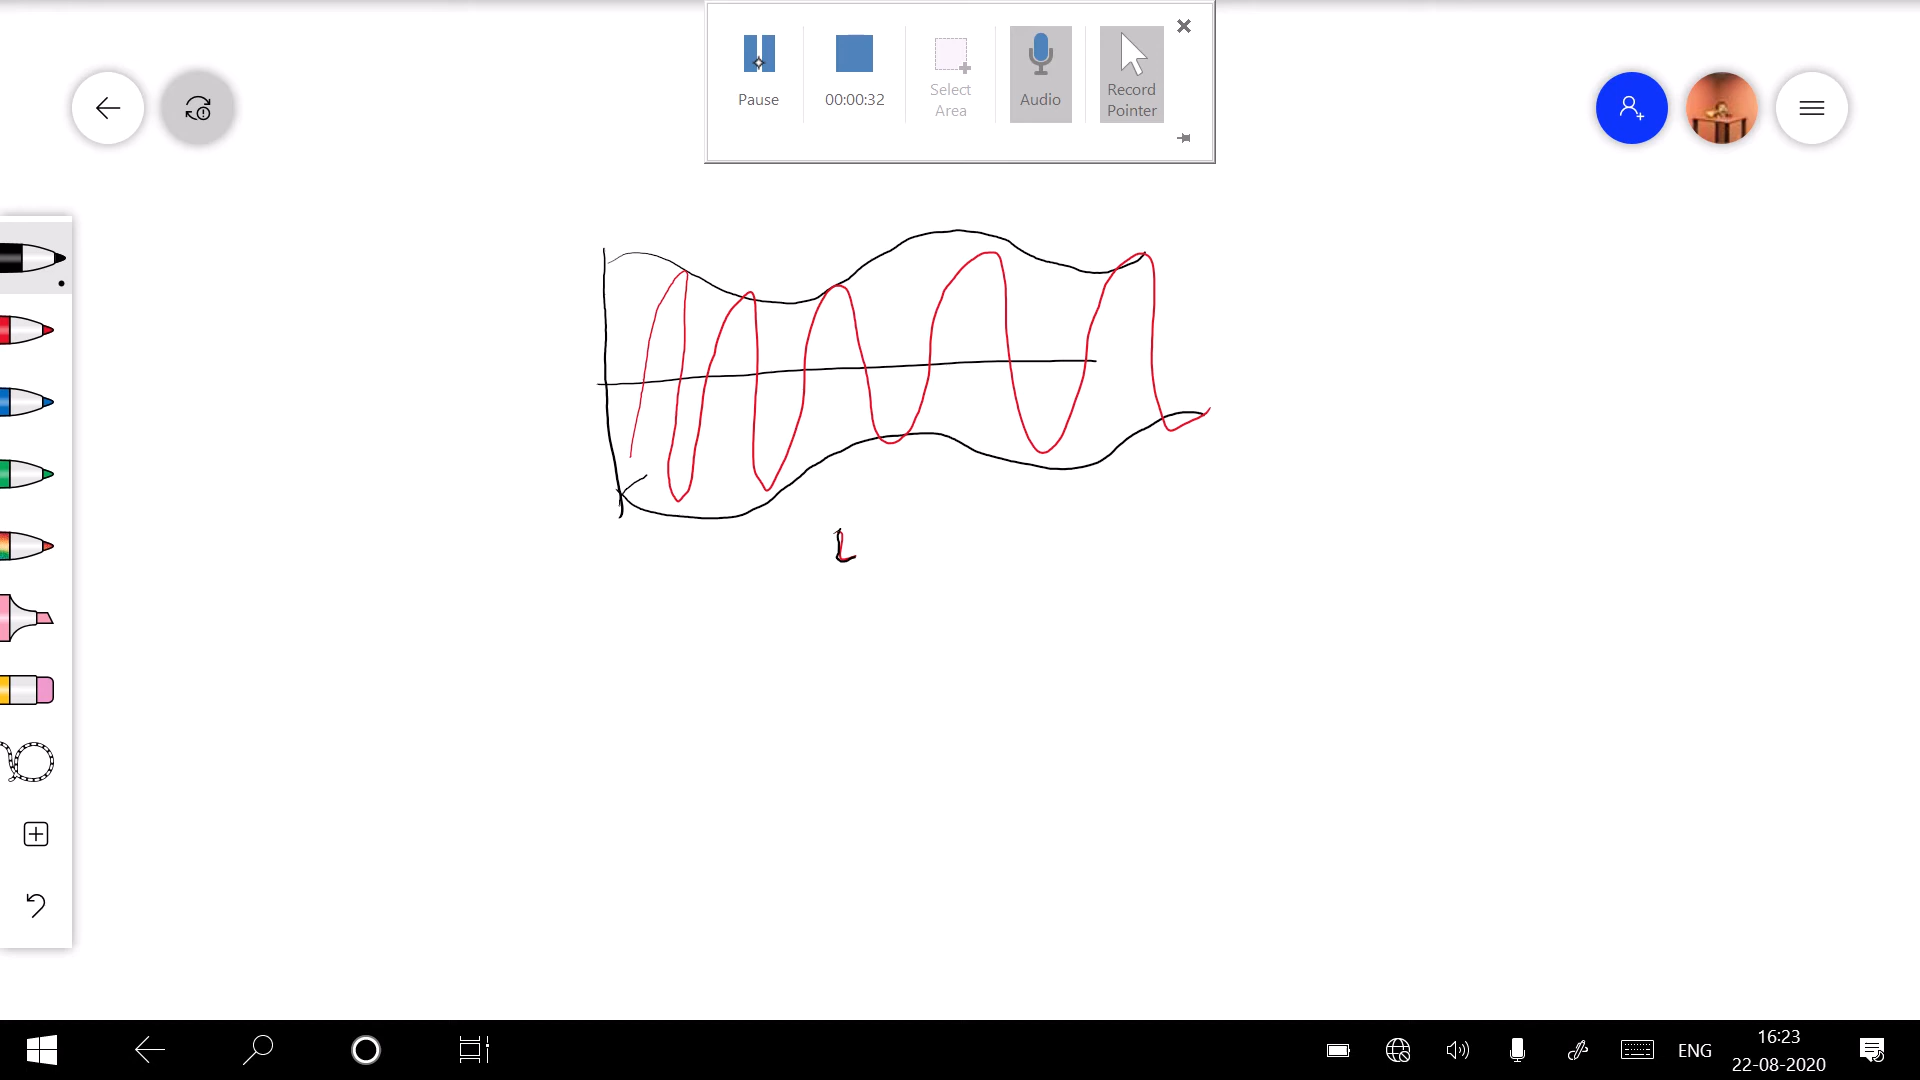 Pause
00:00:32
Select
Area
Audio
Record
Pointer
L
ENG
16:23
22-08-2020